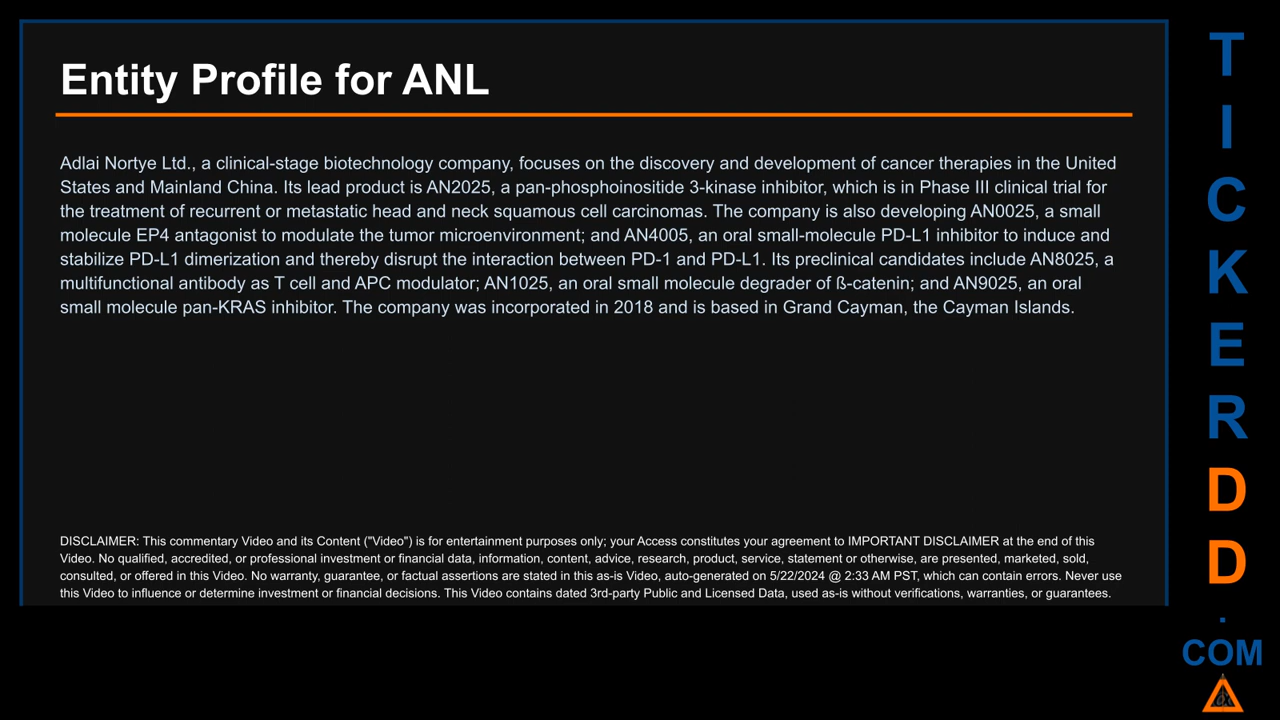 Entity Profile for ANL
Adlai Nortye Ltd., a clinical-stage biotechnology company, focuses on the discovery and development of cancer therapies in the United
States and Mainland China. Its lead product is AN2025, a pan-phosphoinositide 3-kinase inhibitor, which is in Phase III clinical trial for
the treatment of recurrent or metastatic head and neck squamous cell carcinomas. The company is also developing AN0025, a small
molecule EP4 antagonist to modulate the tumor microenvironment; and AN4005, an oral small-molecule PD-L1 inhibitor to induce and
stabilize PD-L1 dimerization and thereby disrupt the interaction between PD-1 and PD-L1. Its preclinical candidates include AN8025, a
multifunctional antibody as T cell and APC modulator; AN1025, an oral small molecule degrader of ß-catenin; and AN9025, an oral
small molecule pan-KRAS inhibitor. The company was incorporated in 2018 and is based in Grand Cayman, the Cayman Islands.
DISCLAIMER: This commentary Video and its Content ("Video") is for entertainment purposes only; your Access constitutes your agreement to IMPORTANT DISCLAIMER at the end of this
Video. No qualified, accredited, or professional investment or financial data, information, content, advice, research, product, service, statement or otherwise, are presented, marketed, sold,
consulted, or offered in this Video. No warranty, guarantee, or factual assertions are stated in this as-is Video, auto-generated on 5/22/2024 @ 2:33 AM PST, which can contain errors. Never use
this Video to influence or determine investment or financial decisions. This Video contains dated 3rd-party Public and Licensed Data, used as-is without verifications, warranties, or guarantees.
T
I
C
K
E
R
D
D
.
COM